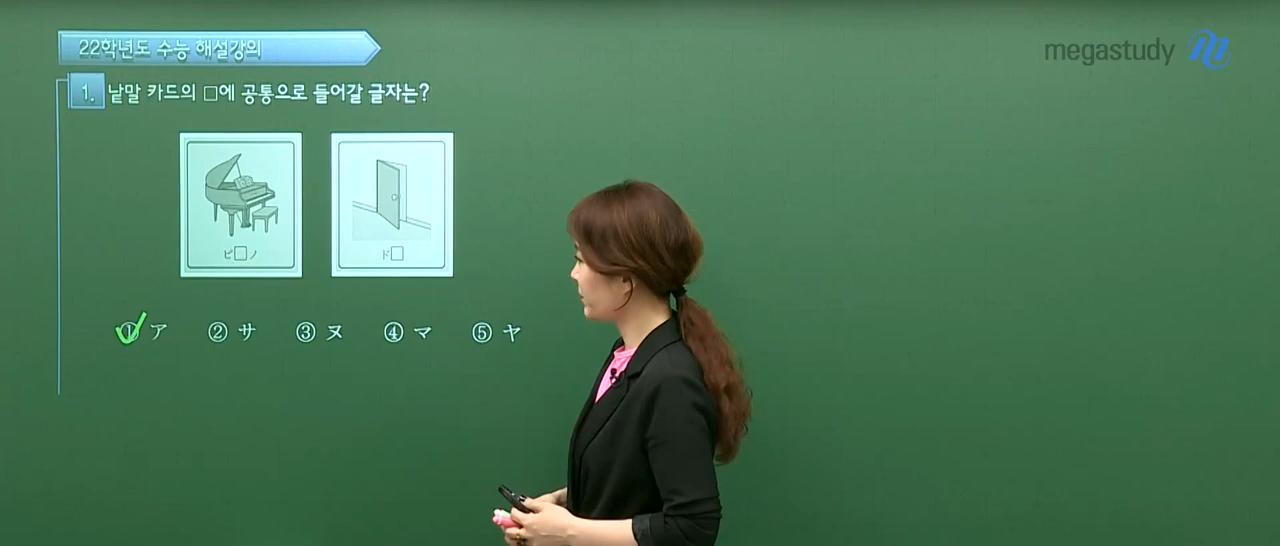 22학년도 수능 해설강의
megastudy
1. 낱말 카드의 □에 공통으로 들어갈 글자는?
ピ□ノ
ド□
① ア ② サ ③ ヌ ④ マ ⑤ ヤ